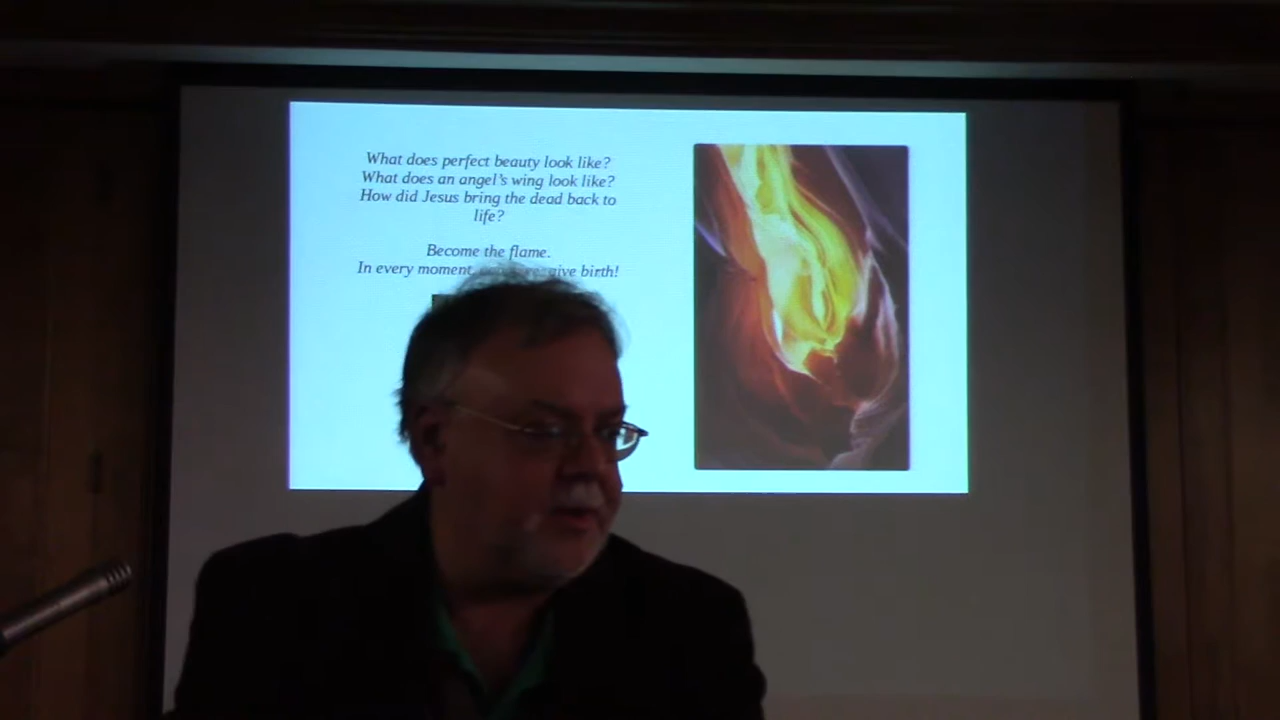 What does perfect beauty look like?
What does an angel's wing look like?
How did Jesus bring the dead back to
life?
Become the flame.
In every moment, give birth!